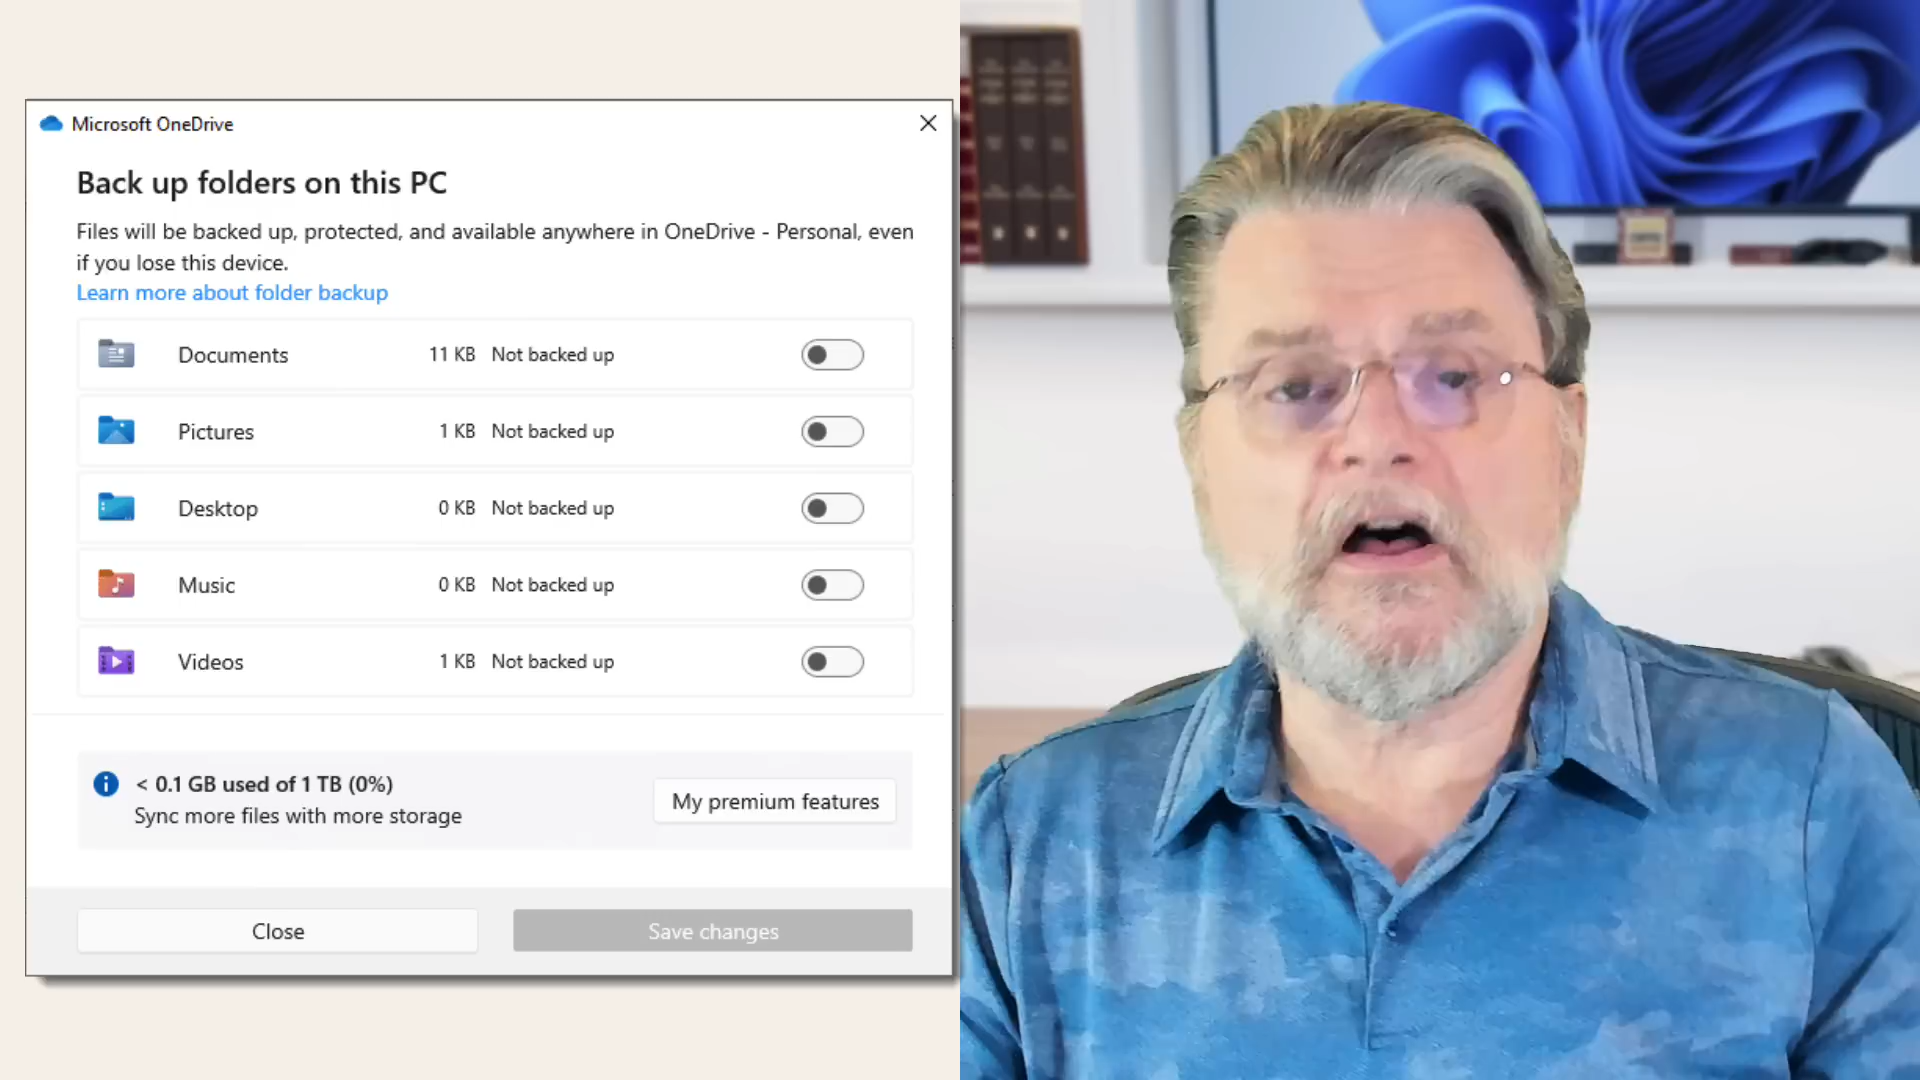 Microsoft OneDrive
Back up folders on this PC
Files will be backed up, protected, and available anywhere in OneDrive - Personal, even
if you lose this device.
Learn more about folder backup
Documents 11 KB Not backed up
Pictures 1 KB Not backed up
Desktop 0 KB Not backed up
Music 0 KB Not backed up
Videos 1 KB Not backed up
< 0.1 GB used of 1 TB (0%)
Sync more files with more storage
My premium features
Close
Save changes